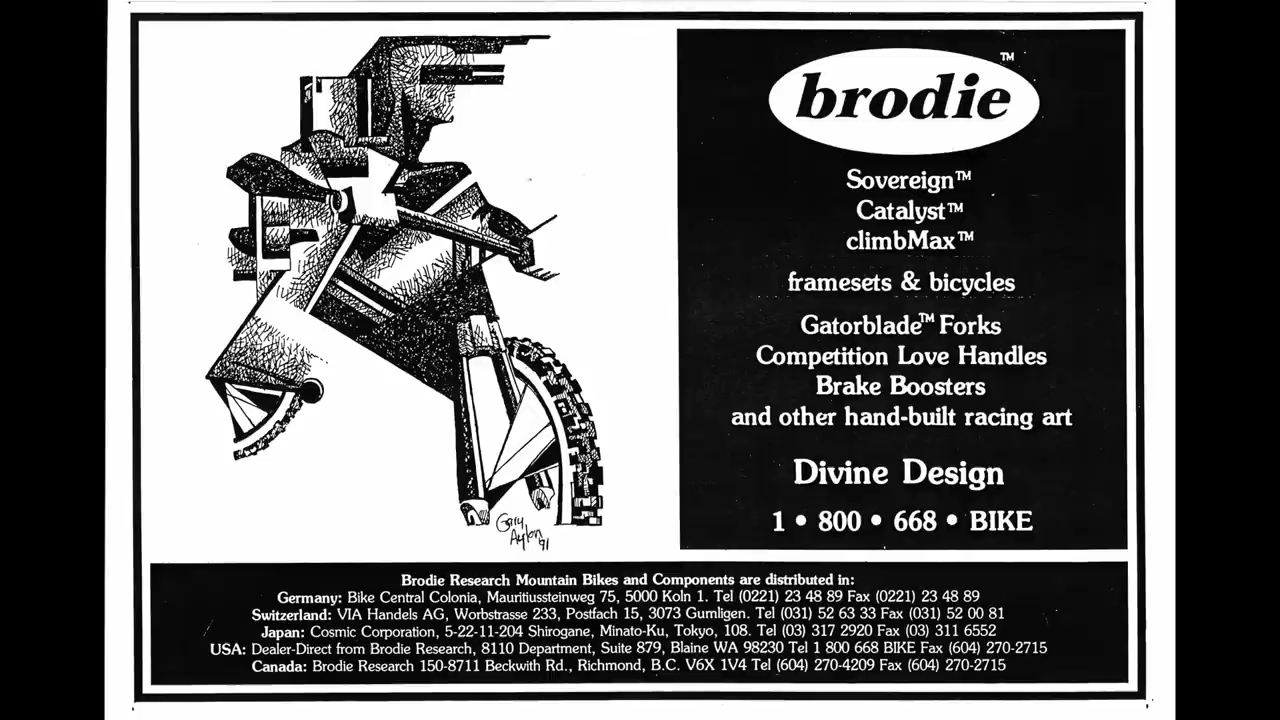 brodie™
Sovereign™
Catalyst™
climbMax™
framesets & bicycles
Gatorblade™ Forks
Competition Love Handles
Brake Boosters
and other hand-built racing art
Divine Design
1 • 800 • 668 • BIKE
Gary
Aylon
91
Brodie Research Mountain Bikes and Components are distributed in:
Germany: Bike Central Colonia, Mauritiussteinweg 75, 5000 Koln 1. Tel (0221) 23 48 89 Fax (0221) 23 48 89
Switzerland: VIA Handels AG, Worbstrasse 233, Postfach 15, 3073 Gumligen. Tel (031) 52 63 33 Fax (031) 52 00 81
Japan: Cosmic Corporation, 5-22-11-204 Shirogane, Minato-Ku, Tokyo, 108. Tel (03) 317 2920 Fax (03) 311 6552
USA: Dealer-Direct from Brodie Research, 8110 Department, Suite 879, Blaine WA 98230 Tel 1 800 668 BIKE Fax (604) 270-2715
Canada: Brodie Research 150-8711 Beckwith Rd., Richmond, B.C. V6X 1V4 Tel (604) 270-4209 Fax (604) 270-2715